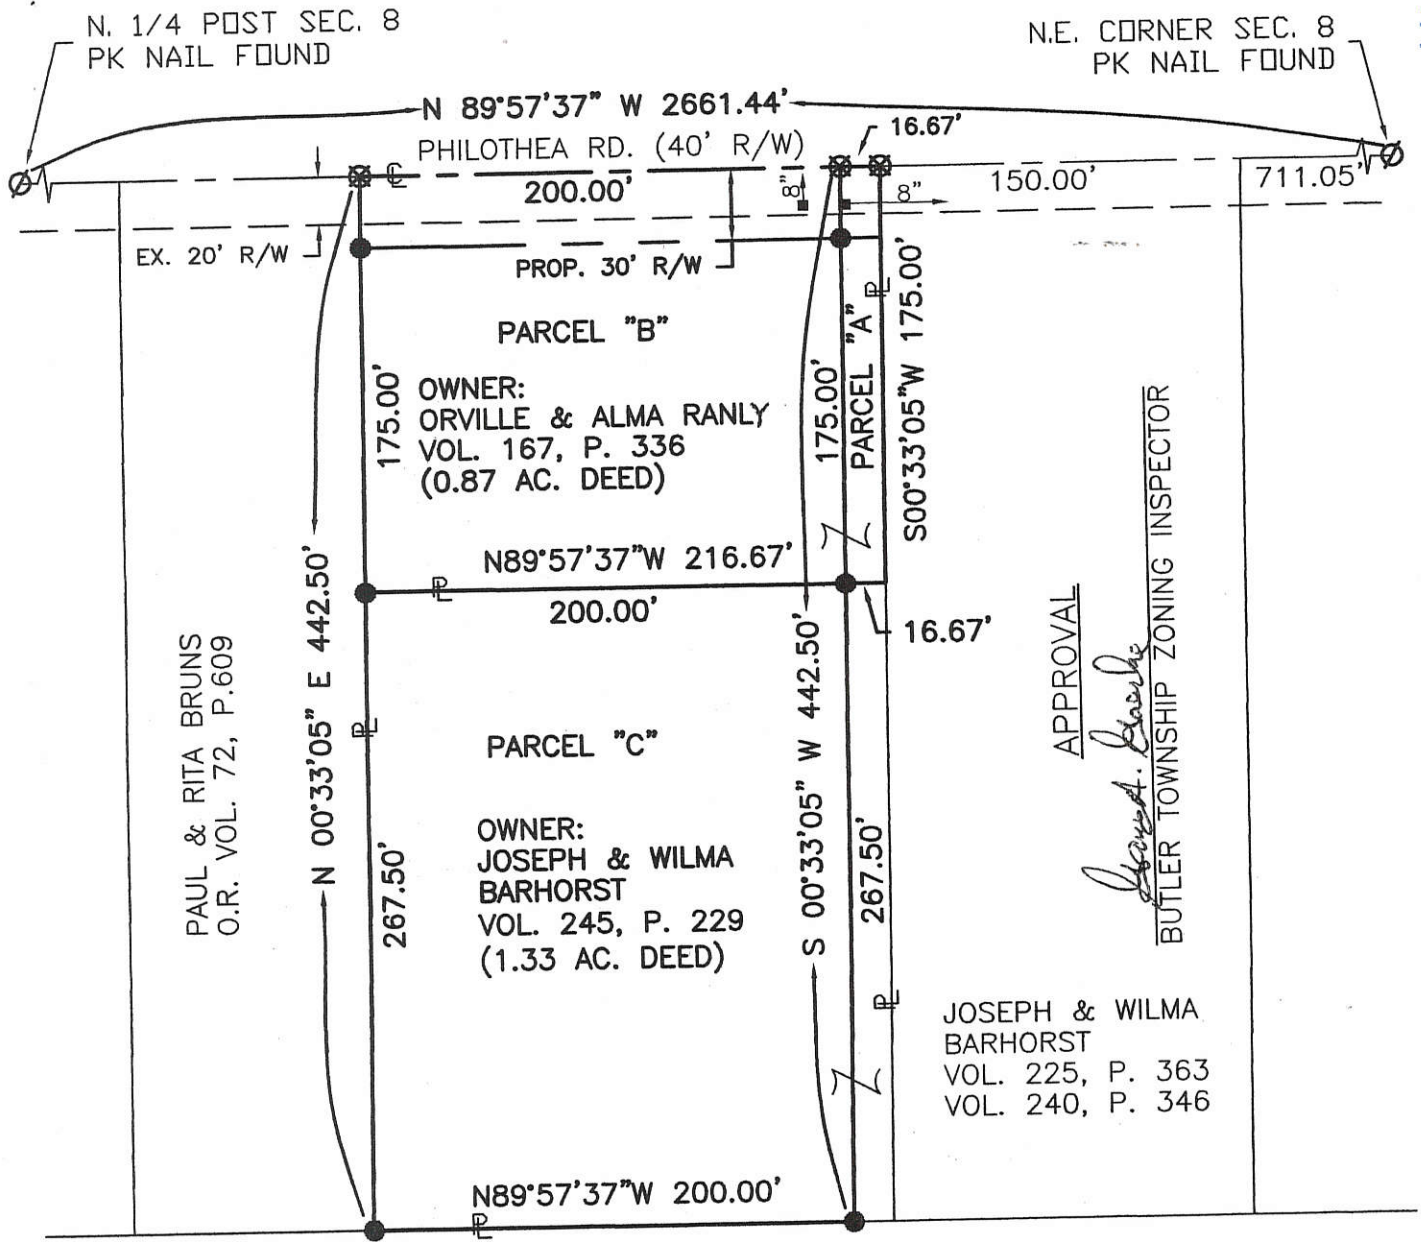 N. 1/4 POST SEC. 8
PK NAIL FOUND
N.E. CORNER SEC. 8
PK NAIL FOUND
N 89°57'37" W 2661.44'
PHILOTHEA RD. (40' R/W)
16.67'
200.00'
8"
8"
150.00'
711.05'
EX. 20' R/W
PROP. 30' R/W
PARCEL "B"
OWNER:
ORVILLE & ALMA RANLY
VOL. 167, P. 336
(0.87 AC. DEED)
175.00'
175.00'
PARCEL "A"
S00°33'05"W 175.00'
N89°57'37"W 216.67'
200.00'
16.67'
N 00°33'05" E 442.50'
S 00°33'05" W 442.50'
PAUL & RITA BRUNS
O.R. VOL. 72, P.609
PARCEL "C"
OWNER:
JOSEPH & WILMA
BARHORST
VOL. 245, P. 229
(1.33 AC. DEED)
267.50'
267.50'
APPROVAL
BUTLER TOWNSHIP ZONING INSPECTOR
JOSEPH & WILMA
BARHORST
VOL. 225, P. 363
VOL. 240, P. 346
N89°57'37"W 200.00'